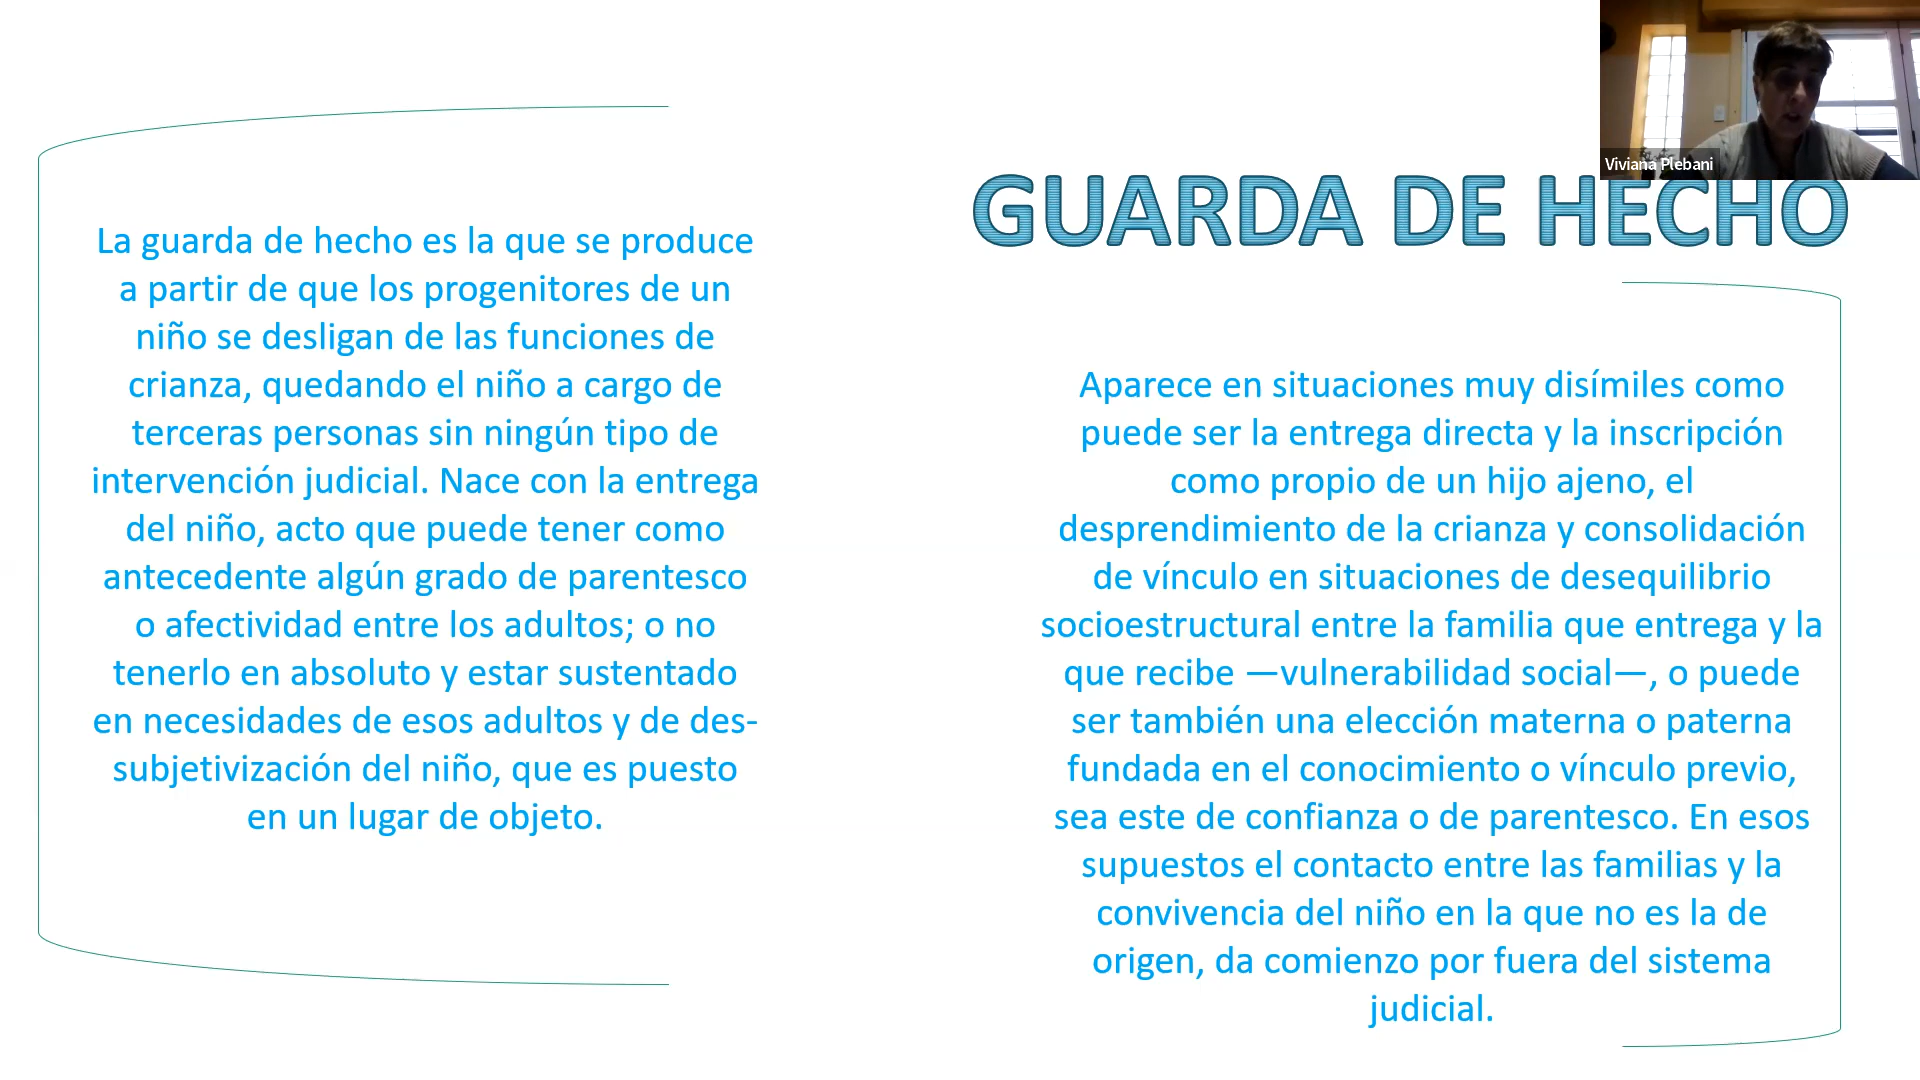 Viviana Plebani
GUARDA DE HECHO
La guarda de hecho es la que se produce
a partir de que los progenitores de un
niño se desligan de las funciones de
crianza, quedando el niño a cargo de
terceras personas sin ningún tipo de
intervención judicial. Nace con la entrega
del niño, acto que puede tener como
antecedente algún grado de parentesco
o afectividad entre los adultos; o no
tenerlo en absoluto y estar sustentado
en necesidades de esos adultos y de des-
subjetivización del niño, que es puesto
en un lugar de objeto.
Aparece en situaciones muy disímiles como
puede ser la entrega directa y la inscripción
como propio de un hijo ajeno, el
desprendimiento de la crianza y consolidación
de vínculo en situaciones de desequilibrio
socioestructural entre la familia que entrega y la
que recibe —vulnerabilidad social—, o puede
ser también una elección materna o paterna
fundada en el conocimiento o vínculo previo,
sea este de confianza o de parentesco. En esos
supuestos el contacto entre las familias y la
convivencia del niño en la que no es la de
origen, da comienzo por fuera del sistema
judicial.